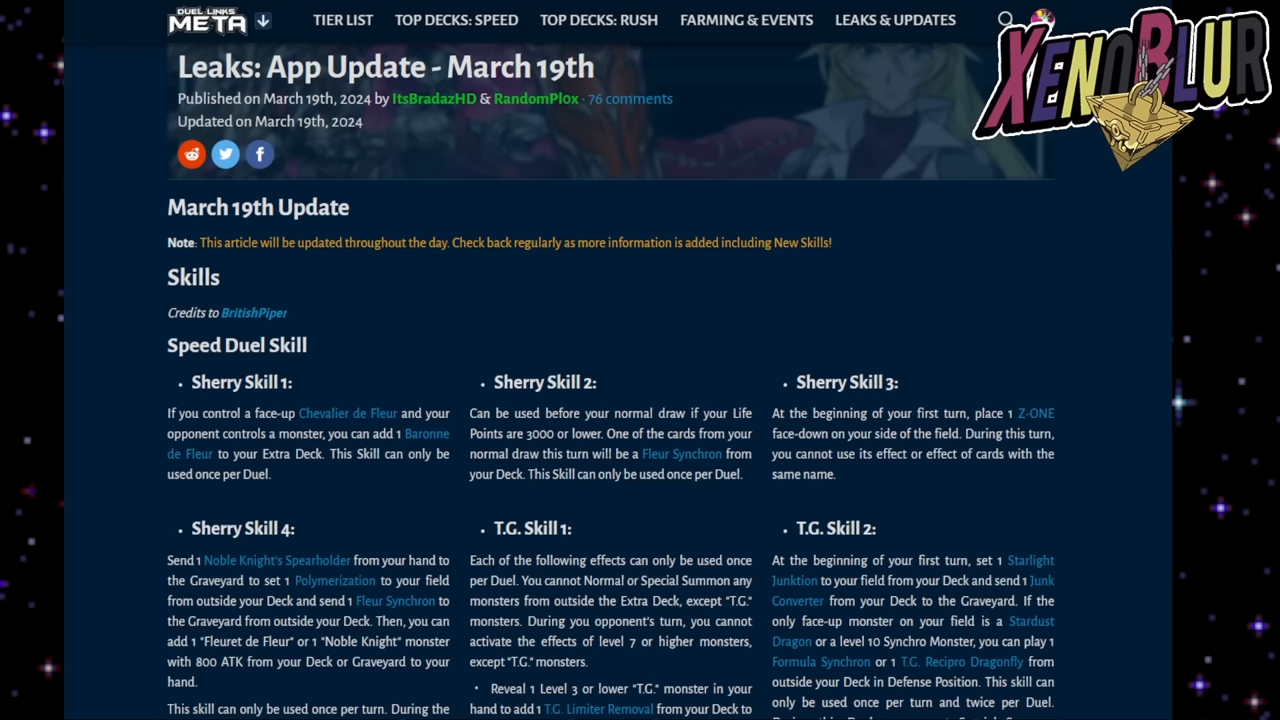 DUEL LINKS
META
TIER LIST
TOP DECKS: SPEED
TOP DECKS: RUSH
FARMING & EVENTS
LEAKS & UPDATES
XENOBLUR
Leaks: App Update - March 19th
Published on March 19th, 2024 by ItsBradazHD & RandomPl0x · 76 comments
Updated on March 19th, 2024
March 19th Update
Note: This article will be updated throughout the day. Check back regularly as more information is added including New Skills!
Skills
Credits to BritishPiper
Speed Duel Skill
• Sherry Skill 1:
If you control a face-up Chevalier de Fleur and your
opponent controls a monster, you can add 1 Baronne
de Fleur to your Extra Deck. This Skill can only be
used once per Duel.
• Sherry Skill 2:
Can be used before your normal draw if your Life
Points are 3000 or lower. One of the cards from your
normal draw this turn will be a Fleur Synchron from
your Deck. This Skill can only be used once per Duel.
• Sherry Skill 3:
At the beginning of your first turn, place 1 Z-ONE
face-down on your side of the field. During this turn,
you cannot use its effect or effect of cards with the
same name.
• Sherry Skill 4:
Send 1 Noble Knight's Spearholder from your hand to
the Graveyard to set 1 Polymerization to your field
from outside your Deck and send 1 Fleur Synchron to
the Graveyard from outside your Deck. Then, you can
add 1 "Fleuret de Fleur" or 1 "Noble Knight" monster
with 800 ATK from your Deck or Graveyard to your
hand.
This skill can only be used once per turn. During the
• T.G. Skill 1:
Each of the following effects can only be used once
per Duel. You cannot Normal or Special Summon any
monsters from outside the Extra Deck, except "T.G."
monsters. During you opponent's turn, you cannot
activate the effects of level 7 or higher monsters,
except "T.G." monsters.
• Reveal 1 Level 3 or lower "T.G." monster in your
hand to add 1 T.G. Limiter Removal from your Deck to
• T.G. Skill 2:
At the beginning of your first turn, set 1 Starlight
Junktion to your field from your Deck and send 1 Junk
Converter from your Deck to the Graveyard. If the
only face-up monster on your field is a Stardust
Dragon or a level 10 Synchro Monster, you can play 1
Formula Synchron or 1 T.G. Recipro Dragonfly from
outside your Deck in Defense Position. This skill can
only be used once per turn and twice per Duel.